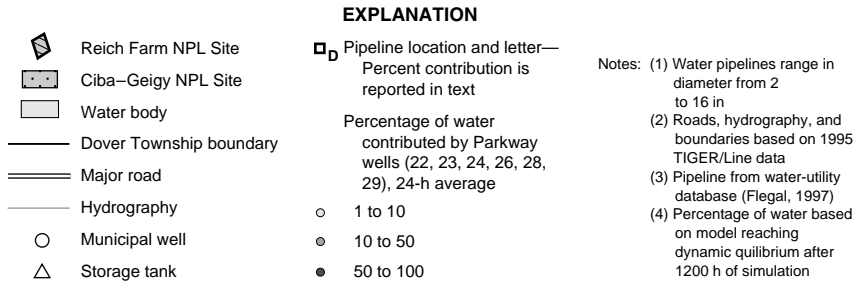 EXPLANATION
Reich Farm NPL Site
Ciba–Geigy NPL Site
Water body
Dover Township boundary
Major road
Hydrography
Municipal well
Storage tank
D Pipeline location and letter—
Percent contribution is
reported in text
Percentage of water
contributed by Parkway
wells (22, 23, 24, 26, 28,
29), 24-h average
1 to 10
10 to 50
50 to 100
Notes: (1) Water pipelines range in
diameter from 2
to 16 in
(2) Roads, hydrography, and
boundaries based on 1995
TIGER/Line data
(3) Pipeline from water-utility
database (Flegal, 1997)
(4) Percentage of water based
on model reaching
dynamic quilibrium after
1200 h of simulation